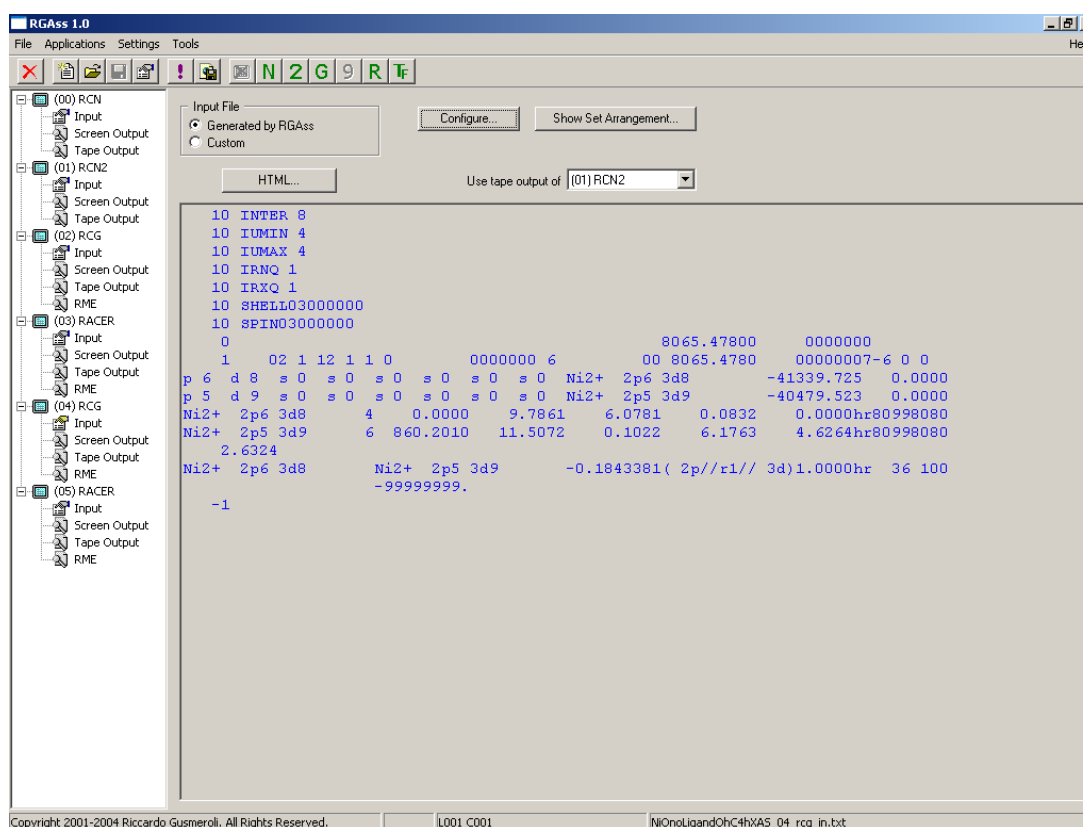 RGAss 1.0
File Applications Settings Tools He
N 2 G 9 R TF
(00) RCN
Input
Screen Output
Tape Output
(01) RCN2
Input
Screen Output
Tape Output
(02) RCG
Input
Screen Output
Tape Output
RME
(03) RACER
Input
Screen Output
Tape Output
RME
(04) RCG
Input
Screen Output
Tape Output
RME
(05) RACER
Input
Screen Output
Tape Output
RME
Input File
Generated by RGAss
Custom
Configure... Show Set Arrangement...
HTML... Use tape output of (01) RCN2
10 INTER 8
10 IUMIN 4
10 IUMAX 4
10 IRNQ 1
10 IRXQ 1
10 SHELL03000000
10 SPIN03000000
0 8065.47800 0000000
1 02 1 12 1 1 0 0000000 6 00 8065.4780 00000007-6 0 0
p 6 d 8 s 0 s 0 s 0 s 0 s 0 s 0 Ni2+ 2p6 3d8 -41339.725 0.0000
p 5 d 9 s 0 s 0 s 0 s 0 s 0 s 0 Ni2+ 2p5 3d9 -40479.523 0.0000
Ni2+ 2p6 3d8 4 0.0000 9.7861 6.0781 0.0832 0.0000hr80998080
Ni2+ 2p5 3d9 6 860.2010 11.5072 0.1022 6.1763 4.6264hr80998080
2.6324
Ni2+ 2p6 3d8 Ni2+ 2p5 3d9 -0.1843381( 2p//r1// 3d)1.0000hr 36 100
-99999999.
-1
Copyright 2001-2004 Riccardo Gusmeroli. All Rights Reserved. L001 C001 NiOnoLigandOhC4hXAS_04_rcg_in.txt